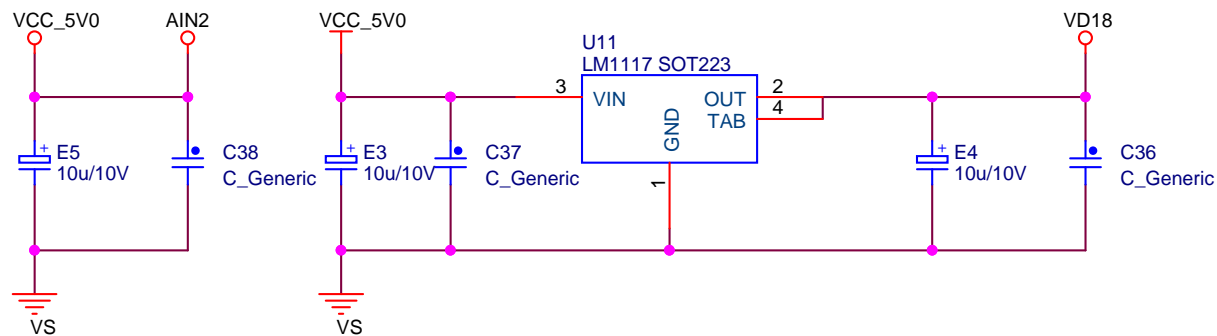 VCC_5V0
AIN2
VCC_5V0
VD18
U11
LM1117 SOT223
3
VIN
OUT
2
TAB
4
GND
1
+
E5
10u/10V
C38
C_Generic
+
E3
10u/10V
C37
C_Generic
+
E4
10u/10V
C36
C_Generic
VS
VS